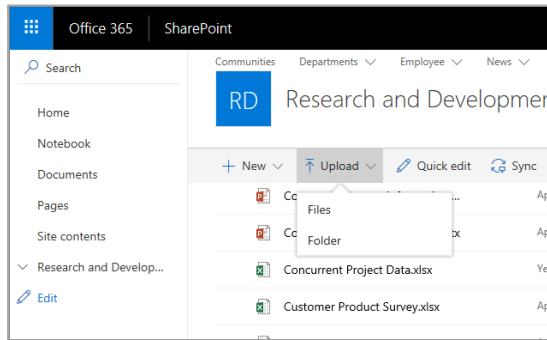 Office 365 SharePoint
Search
Home
Notebook
Documents
Pages
Site contents
Research and Develop...
Edit
Communities Departments Employee News
RD Research and
New Upload Quick edit Sync
Files
Folder
Concurrent Project Data.xlsx
Customer Product Survey.xlsx